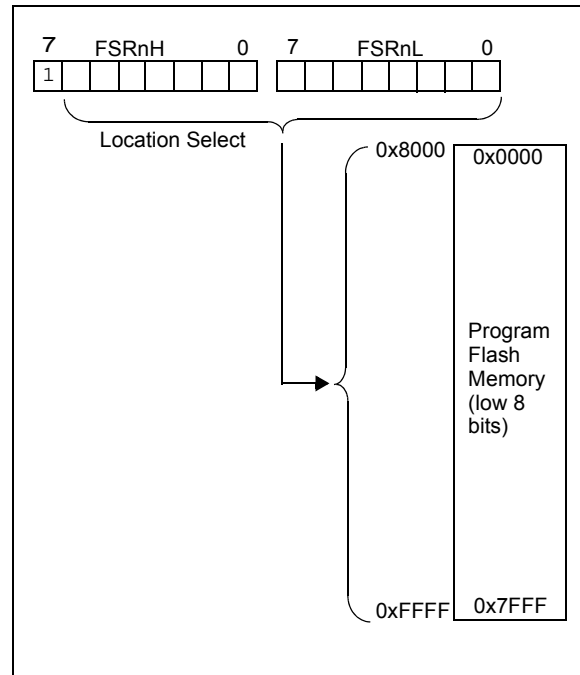 7 FSRnH 0 7 FSRnL 0
1
Location Select
0x8000 0x0000
Program
Flash
Memory
(low 8
bits)
0xFFFF 0x7FFF